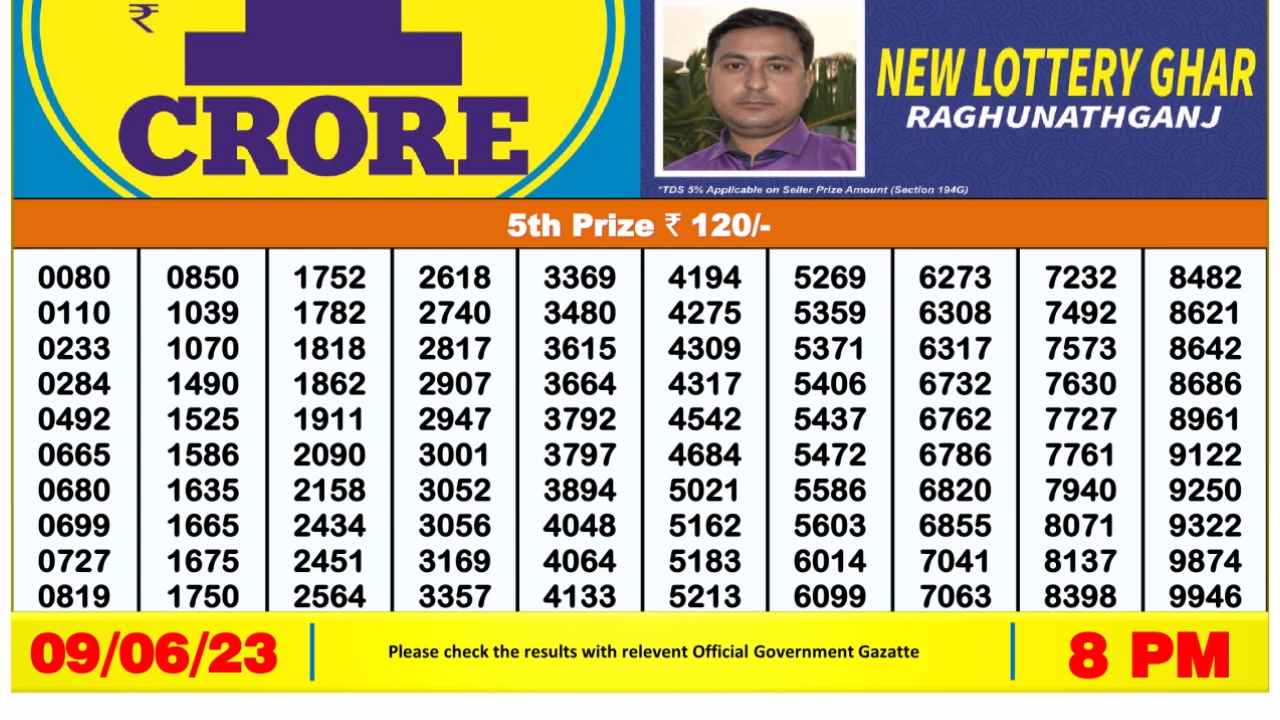 ₹
1
CRORE
NEW LOTTERY GHAR
RAGHUNATHGANJ
*TDS 5% Applicable on Seller Prize Amount (Section 194G)
5th Prize ₹ 120/-
0080 0850 1752 2618 3369 4194 5269 6273 7232 8482
0110 1039 1782 2740 3480 4275 5359 6308 7492 8621
0233 1070 1818 2817 3615 4309 5371 6317 7573 8642
0284 1490 1862 2907 3664 4317 5406 6732 7630 8686
0492 1525 1911 2947 3792 4542 5437 6762 7727 8961
0665 1586 2090 3001 3797 4684 5472 6786 7761 9122
0680 1635 2158 3052 3894 5021 5586 6820 7940 9250
0699 1665 2434 3056 4048 5162 5603 6855 8071 9322
0727 1675 2451 3169 4064 5183 6014 7041 8137 9874
0819 1750 2564 3357 4133 5213 6099 7063 8398 9946
09/06/23 Please check the results with relevent Official Government Gazatte 8 PM